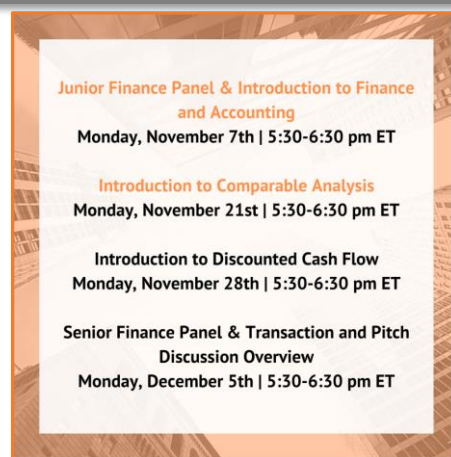 Junior Finance Panel & Introduction to Finance
and Accounting
Monday, November 7th | 5:30-6:30 pm ET
Introduction to Comparable Analysis
Monday, November 21st | 5:30-6:30 pm ET
Introduction to Discounted Cash Flow
Monday, November 28th | 5:30-6:30 pm ET
Senior Finance Panel & Transaction and Pitch
Discussion Overview
Monday, December 5th | 5:30-6:30 pm ET